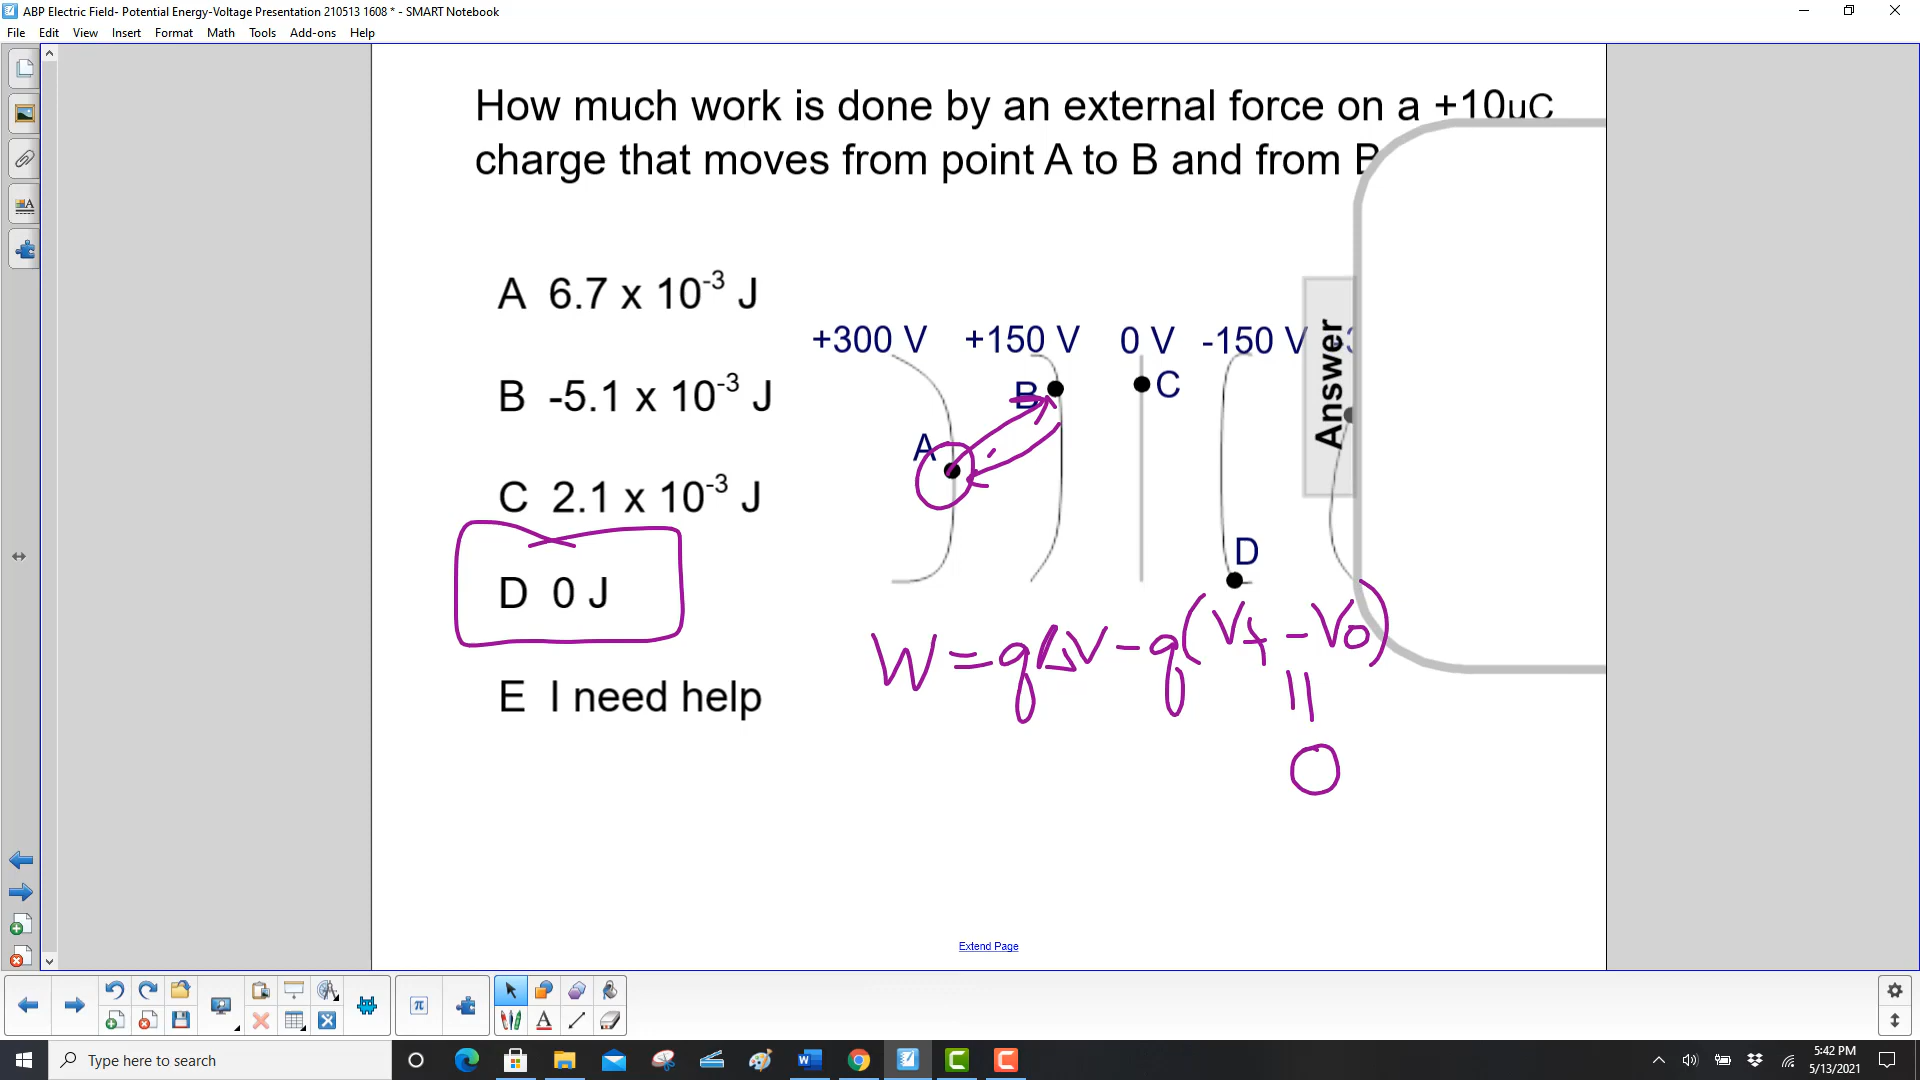 ABP Electric Field- Potential Energy-Voltage Presentation 210513 1608 * - SMART Notebook
File Edit View Insert Format Math Tools Add-ons Help
How much work is done by an external force on a +10uC
charge that moves from point A to B and from B
A 6.7 x 10⁻³ J
B -5.1 x 10⁻³ J
C 2.1 x 10⁻³ J
D 0 J
E I need help
+300 V +150 V 0 V -150 V
B
C
A
D
Answer
W = qΔV - q(Vf - Vo)
||
0
Extend Page
Type here to search
5:42 PM
5/13/2021